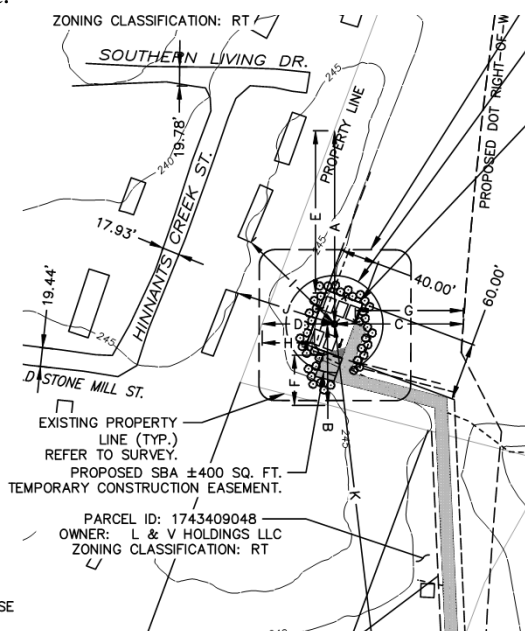 ZONING CLASSIFICATION: RT
SOUTHERN LIVING DR.
245
PROPERTY LINE
PROPOSED DOT RIGHT-OF-W
19.78'
240
HINNANTS CREEK ST.
E
A
17.93'
245
40.00'
60.00'
19.44'
I
J
G
D
C
H
F
B
245
D STONE MILL ST.
EXISTING PROPERTY
LINE (TYP.)
REFER TO SURVEY.
245
PROPOSED SBA ±400 SQ. FT.
TEMPORARY CONSTRUCTION EASEMENT.
K
PARCEL ID: 1743409048
OWNER: L & V HOLDINGS LLC
ZONING CLASSIFICATION: RT
SE
240